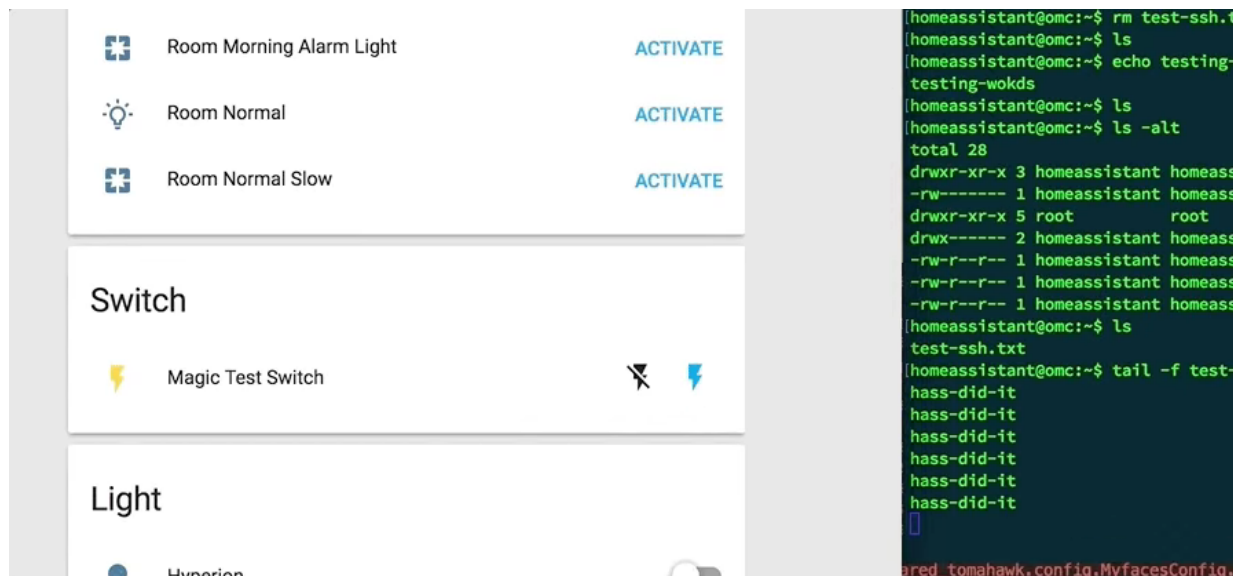 Room Morning Alarm Light ACTIVATE
Room Normal ACTIVATE
Room Normal Slow ACTIVATE
Switch
Magic Test Switch
Light
Hyperion
[homeassistant@omc:~$ rm test-ssh.t
[homeassistant@omc:~$ ls
[homeassistant@omc:~$ echo testing-
testing-wokds
[homeassistant@omc:~$ ls
[homeassistant@omc:~$ ls -alt
total 28
drwxr-xr-x 3 homeassistant homeass
-rw------- 1 homeassistant homeass
drwxr-xr-x 5 root root
drwx------ 2 homeassistant homeass
-rw-r--r-- 1 homeassistant homeass
-rw-r--r-- 1 homeassistant homeass
-rw-r--r-- 1 homeassistant homeass
[homeassistant@omc:~$ ls
test-ssh.txt
[homeassistant@omc:~$ tail -f test-
hass-did-it
hass-did-it
hass-did-it
hass-did-it
hass-did-it
hass-did-it
ared tomahawk.config.MyfacesConfig.